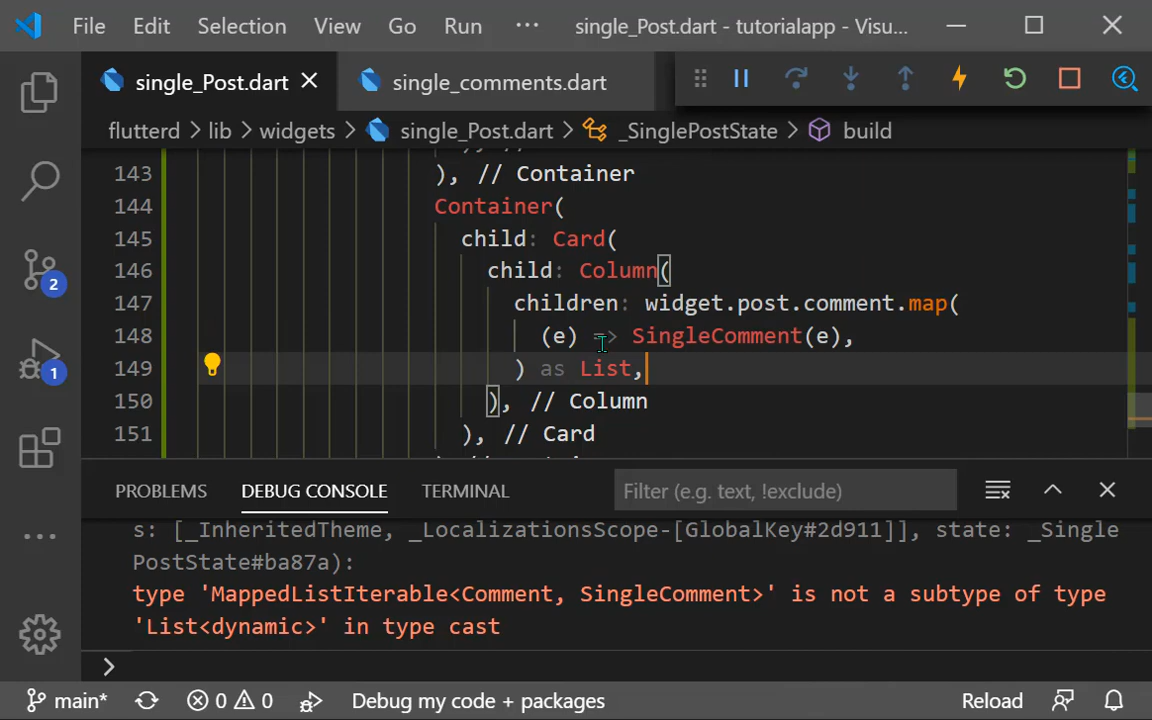 File Edit Selection View Go Run ··· single_Post.dart - tutorialapp - Visu...
single_Post.dart single_comments.dart
flutterd > lib > widgets > single_Post.dart > _SinglePostState > build
143 ), // Container
144 Container(
145 child: Card(
146 child: Column(
147 children: widget.post.comment.map(
148 (e) => SingleComment(e),
149 ) as List,
150 ), // Column
151 ), // Card
2
1
PROBLEMS DEBUG CONSOLE TERMINAL Filter (e.g. text, !exclude)
s: [_InheritedTheme, _LocalizationsScope-[GlobalKey#2d911]], state: _Single
PostState#ba87a):
type 'MappedListIterable<Comment, SingleComment>' is not a subtype of type
'List<dynamic>' in type cast
>
main* 0 0 Debug my code + packages Reload